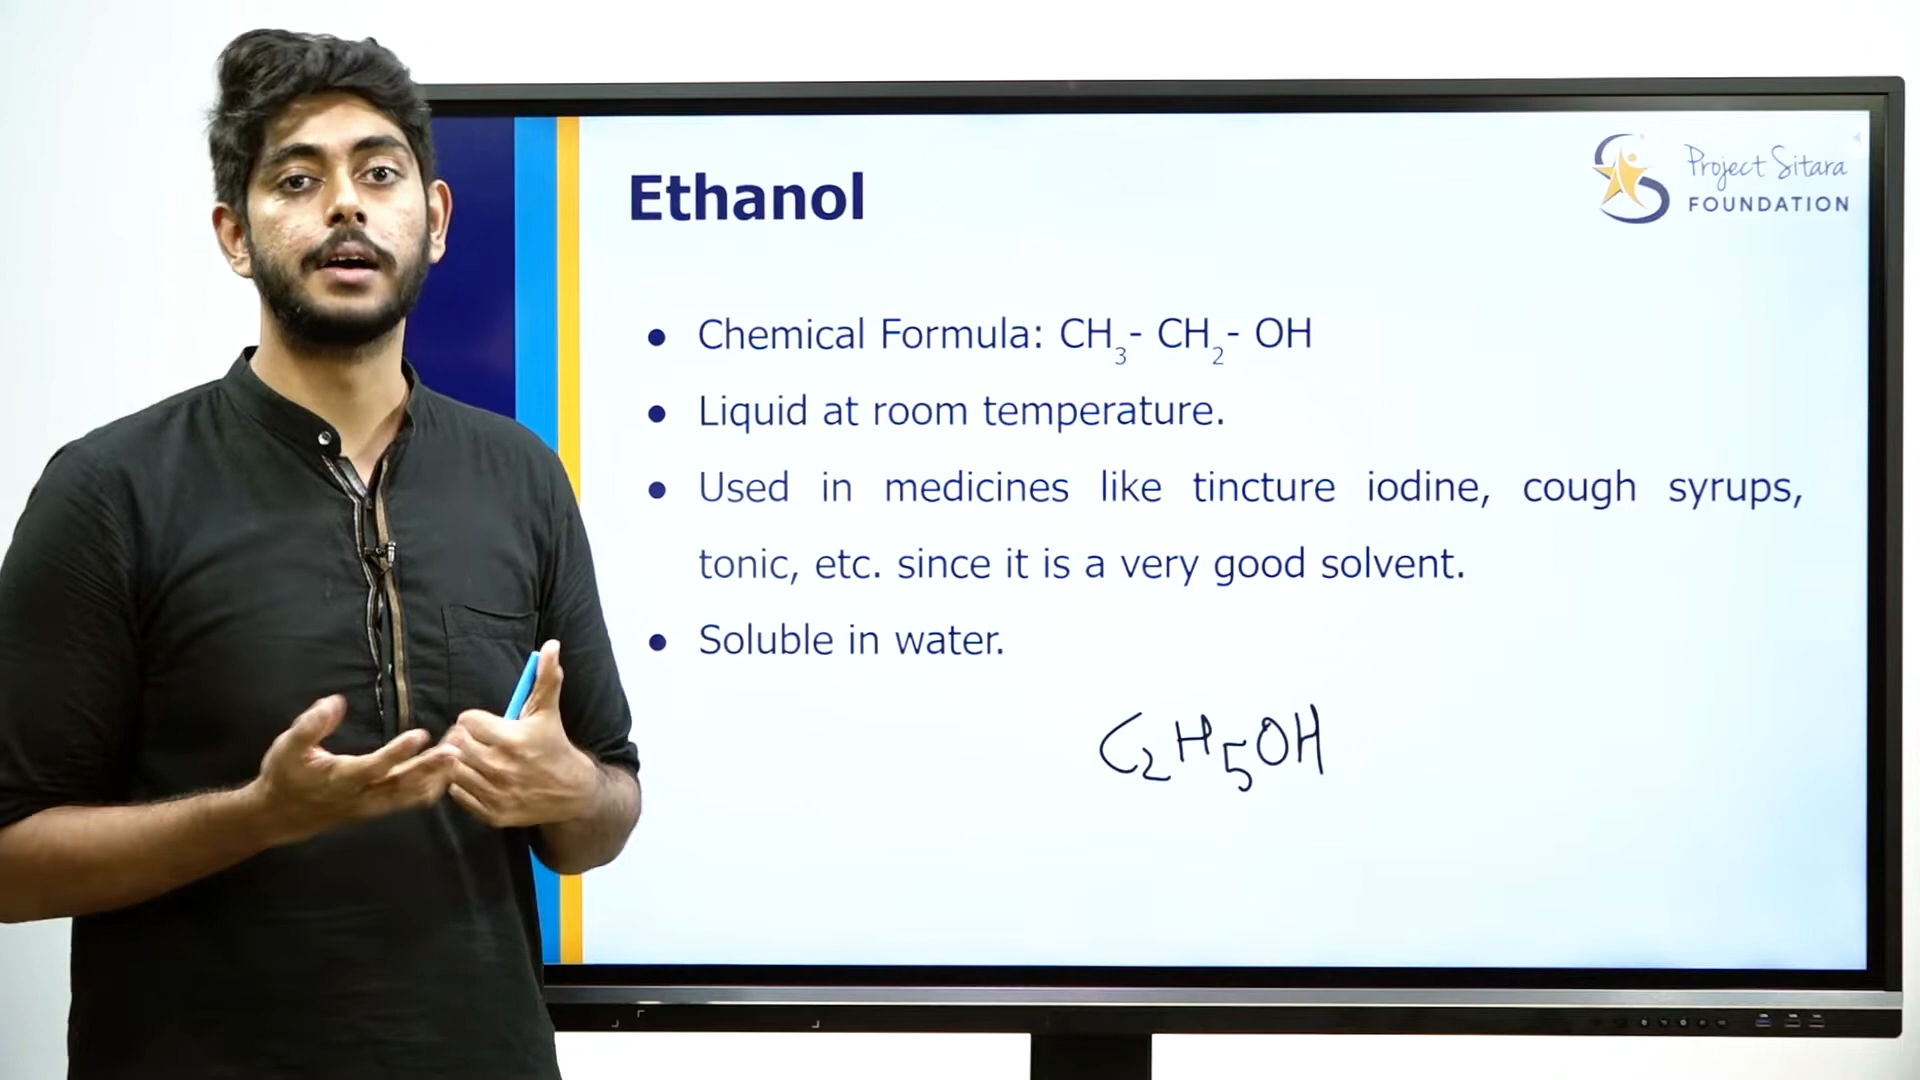 Project Sitara
FOUNDATION
Ethanol
● Chemical Formula: CH₃- CH₂- OH
● Liquid at room temperature.
● Used in medicines like tincture iodine, cough syrups,
tonic, etc. since it is a very good solvent.
● Soluble in water.
C₂H₅OH